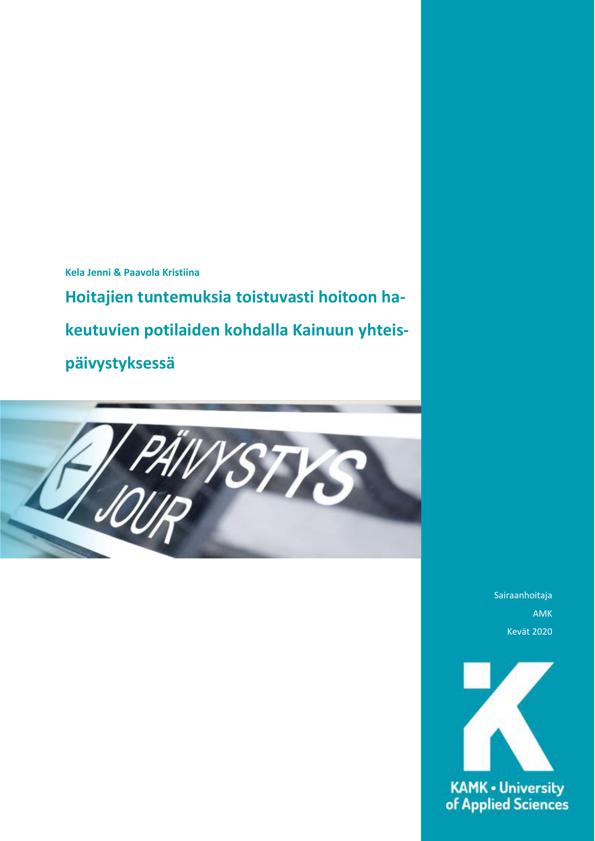 Kela Jenni & Paavola Kristiina
Hoitajien tuntemuksia toistuvasti hoitoon ha-
keutuvien potilaiden kohdalla Kainuun yhteis-
päivystyksessä
PÄIVYSTYS
JOUR
Sairaanhoitaja
AMK
Kevät 2020
KAMK • University
of Applied Sciences